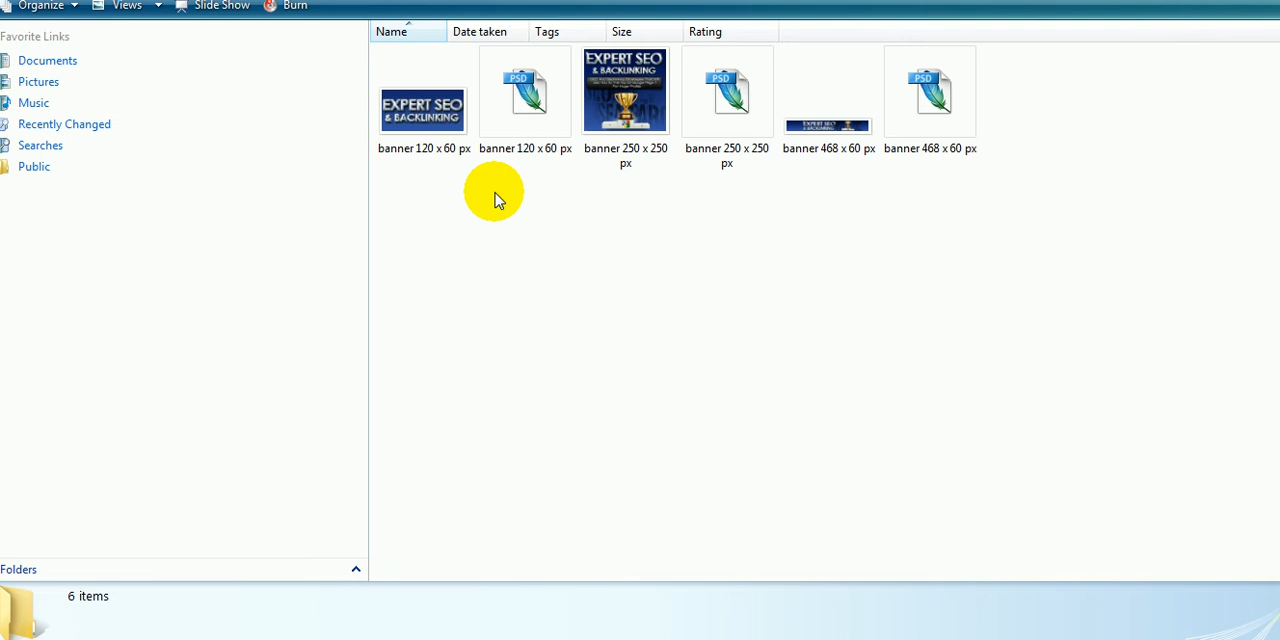 Organize Views Slide Show Burn
Favorite Links
Documents
Pictures
Music
Recently Changed
Searches
Public
Folders
Name Date taken Tags Size Rating
EXPERT SEO
& BACKLINKING
PSD
EXPERT SEO
& BACKLINKING
PSD
EXPERT SEO
PSD
banner 120 x 60 px banner 120 x 60 px banner 250 x 250 px banner 250 x 250 px banner 468 x 60 px banner 468 x 60 px
6 items